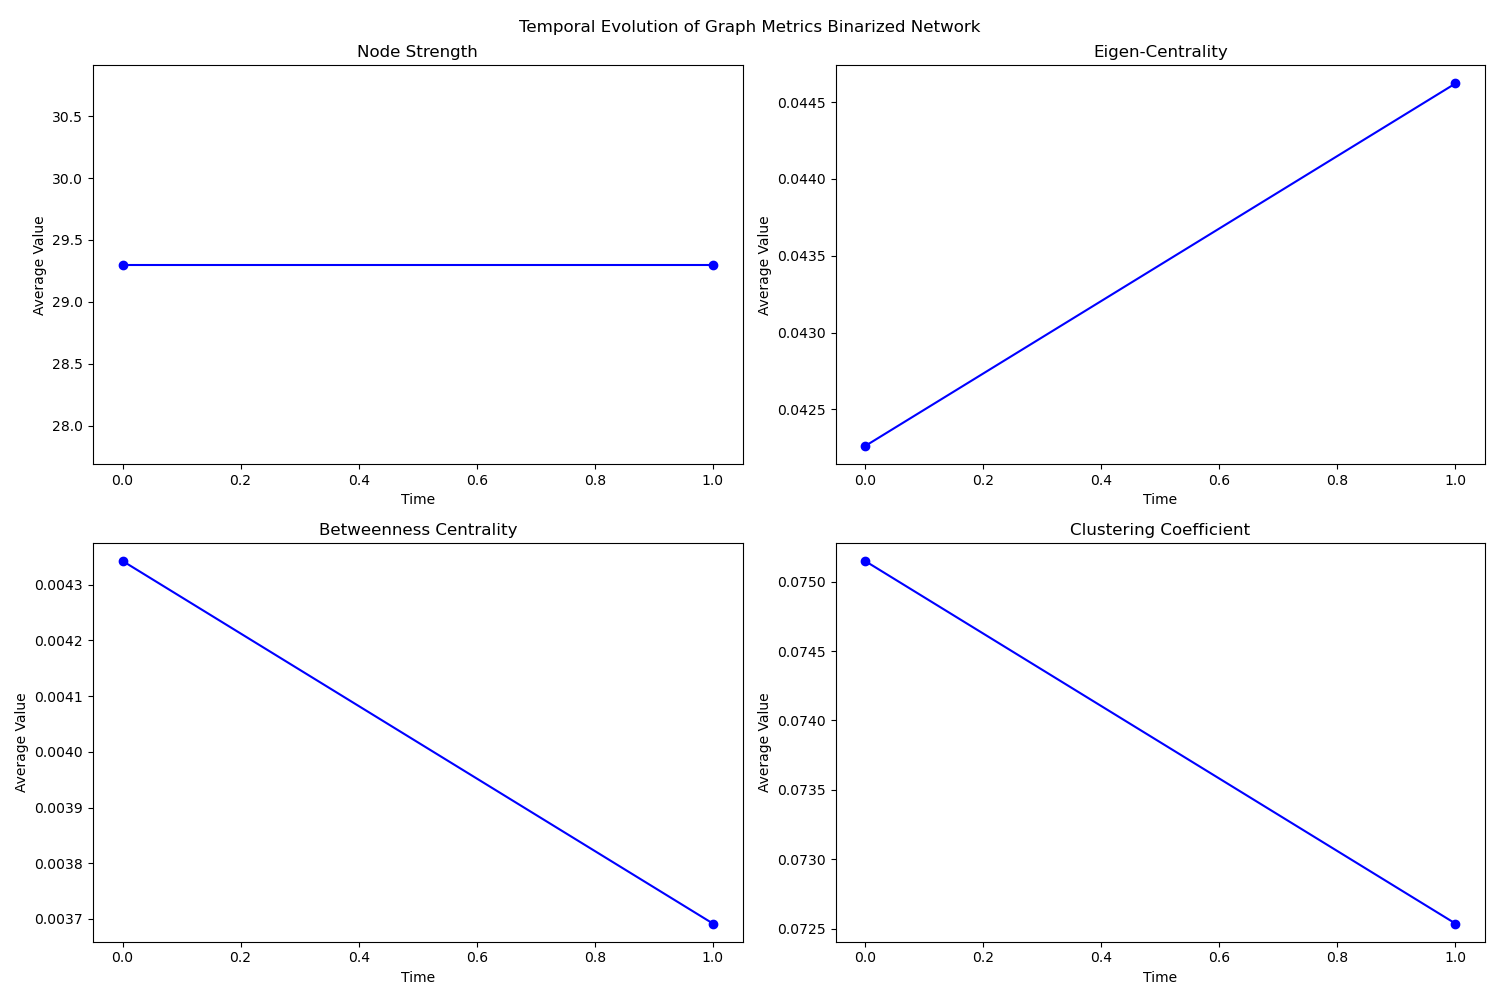 Temporal Evolution of Graph Metrics Binarized Network
Node Strength
30.5
30.0
29.5
29.0
28.5
28.0
Average Value
0.0 0.2 0.4 0.6 0.8 1.0
Time
Eigen-Centrality
0.0445
0.0440
0.0435
0.0430
0.0425
Average Value
0.0 0.2 0.4 0.6 0.8 1.0
Time
Betweenness Centrality
0.0043
0.0042
0.0041
0.0040
0.0039
0.0038
0.0037
Average Value
0.0 0.2 0.4 0.6 0.8 1.0
Time
Clustering Coefficient
0.0750
0.0745
0.0740
0.0735
0.0730
0.0725
Average Value
0.0 0.2 0.4 0.6 0.8 1.0
Time